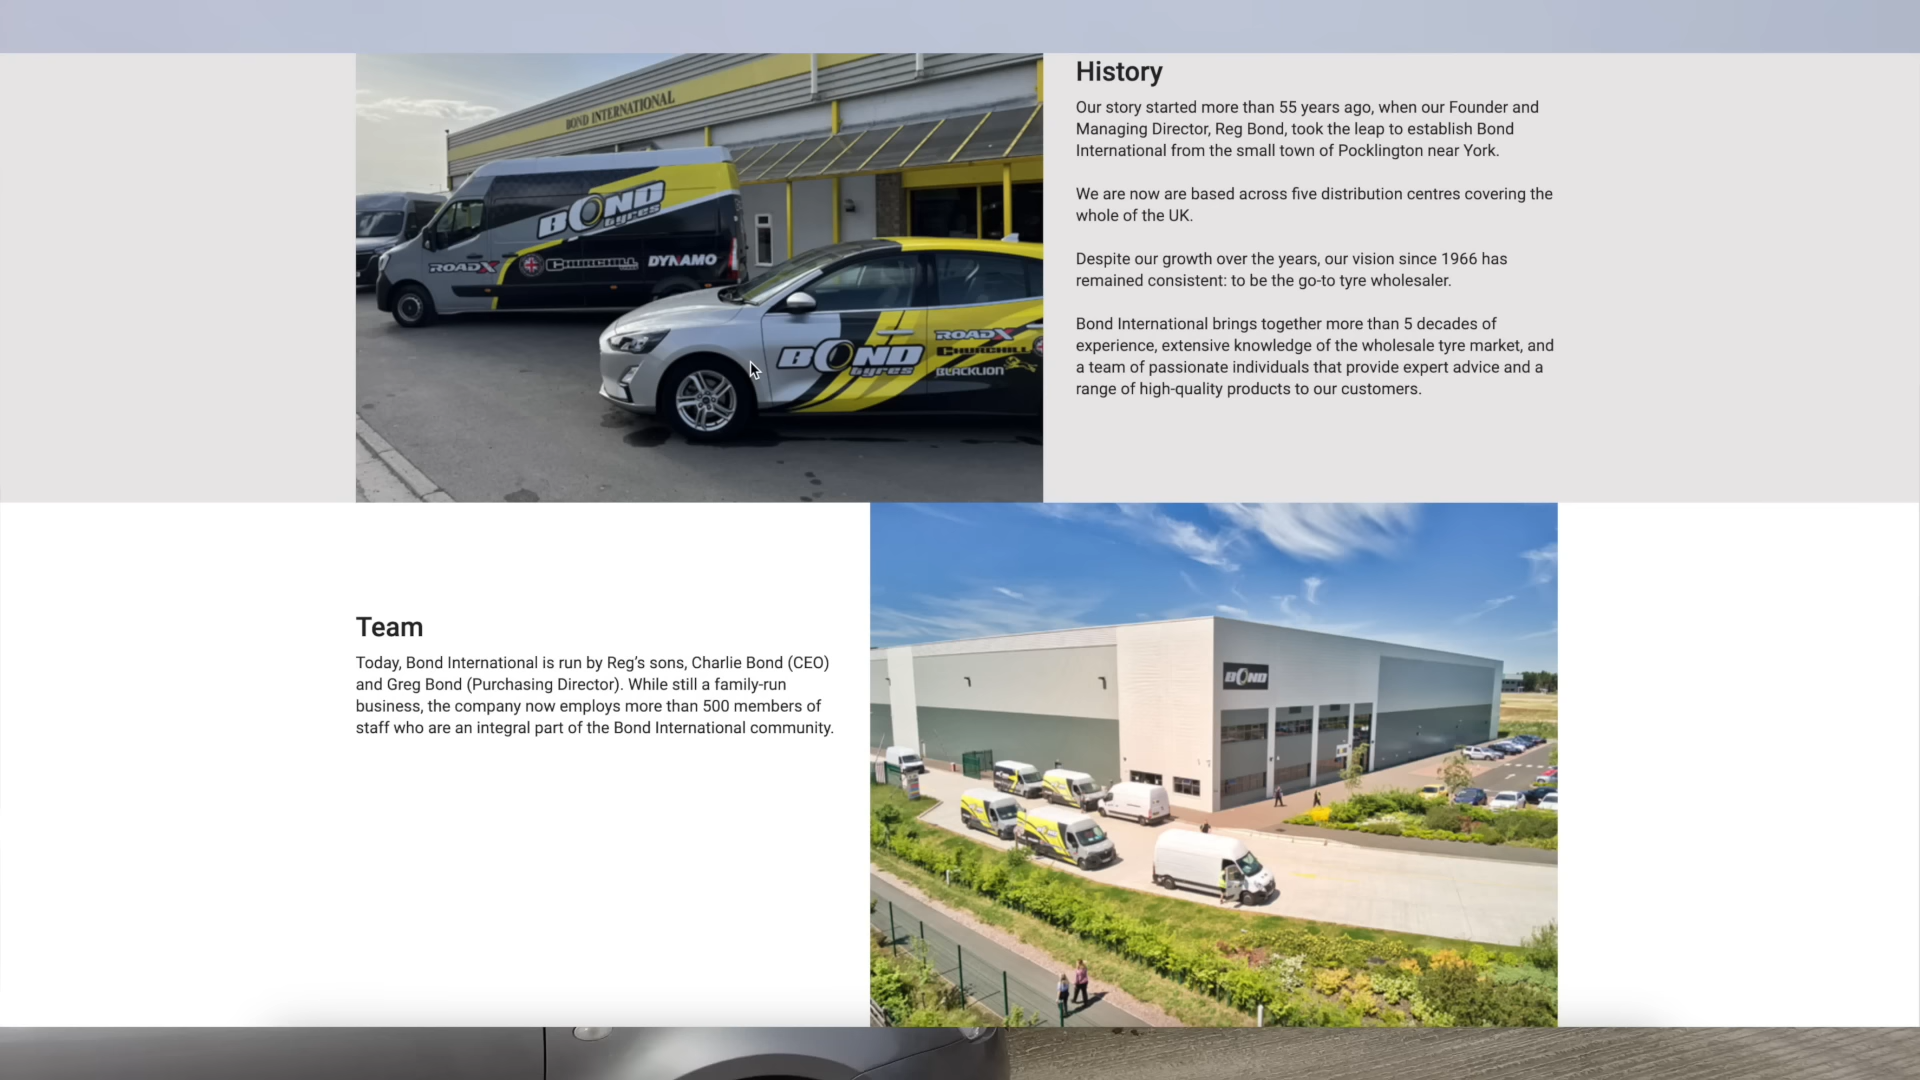 BOND INTERNATIONAL
BOND
tyres
ROADX
CHURCHILL
DYNAMO
BOND
tyres
ROADX
CHURCHILL
BLACKLION
History
Our story started more than 55 years ago, when our Founder and
Managing Director, Reg Bond, took the leap to establish Bond
International from the small town of Pocklington near York.
We are now are based across five distribution centres covering the
whole of the UK.
Despite our growth over the years, our vision since 1966 has
remained consistent: to be the go-to tyre wholesaler.
Bond International brings together more than 5 decades of
experience, extensive knowledge of the wholesale tyre market, and
a team of passionate individuals that provide expert advice and a
range of high-quality products to our customers.
Team
Today, Bond International is run by Reg’s sons, Charlie Bond (CEO)
and Greg Bond (Purchasing Director). While still a family-run
business, the company now employs more than 500 members of
staff who are an integral part of the Bond International community.
BOND